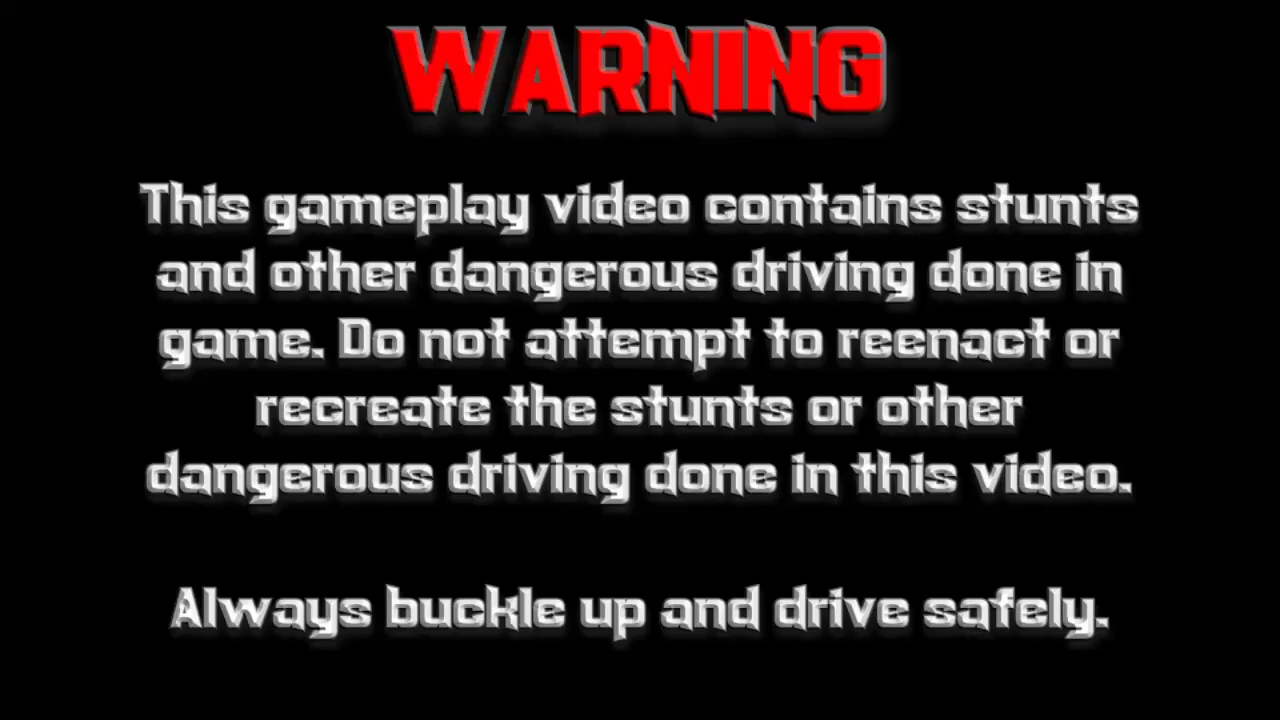 WARNING
This gameplay video contains stunts
and other dangerous driving done in
game. Do not attempt to reenact or
recreate the stunts or other
dangerous driving done in this video.
Always buckle up and drive safely.